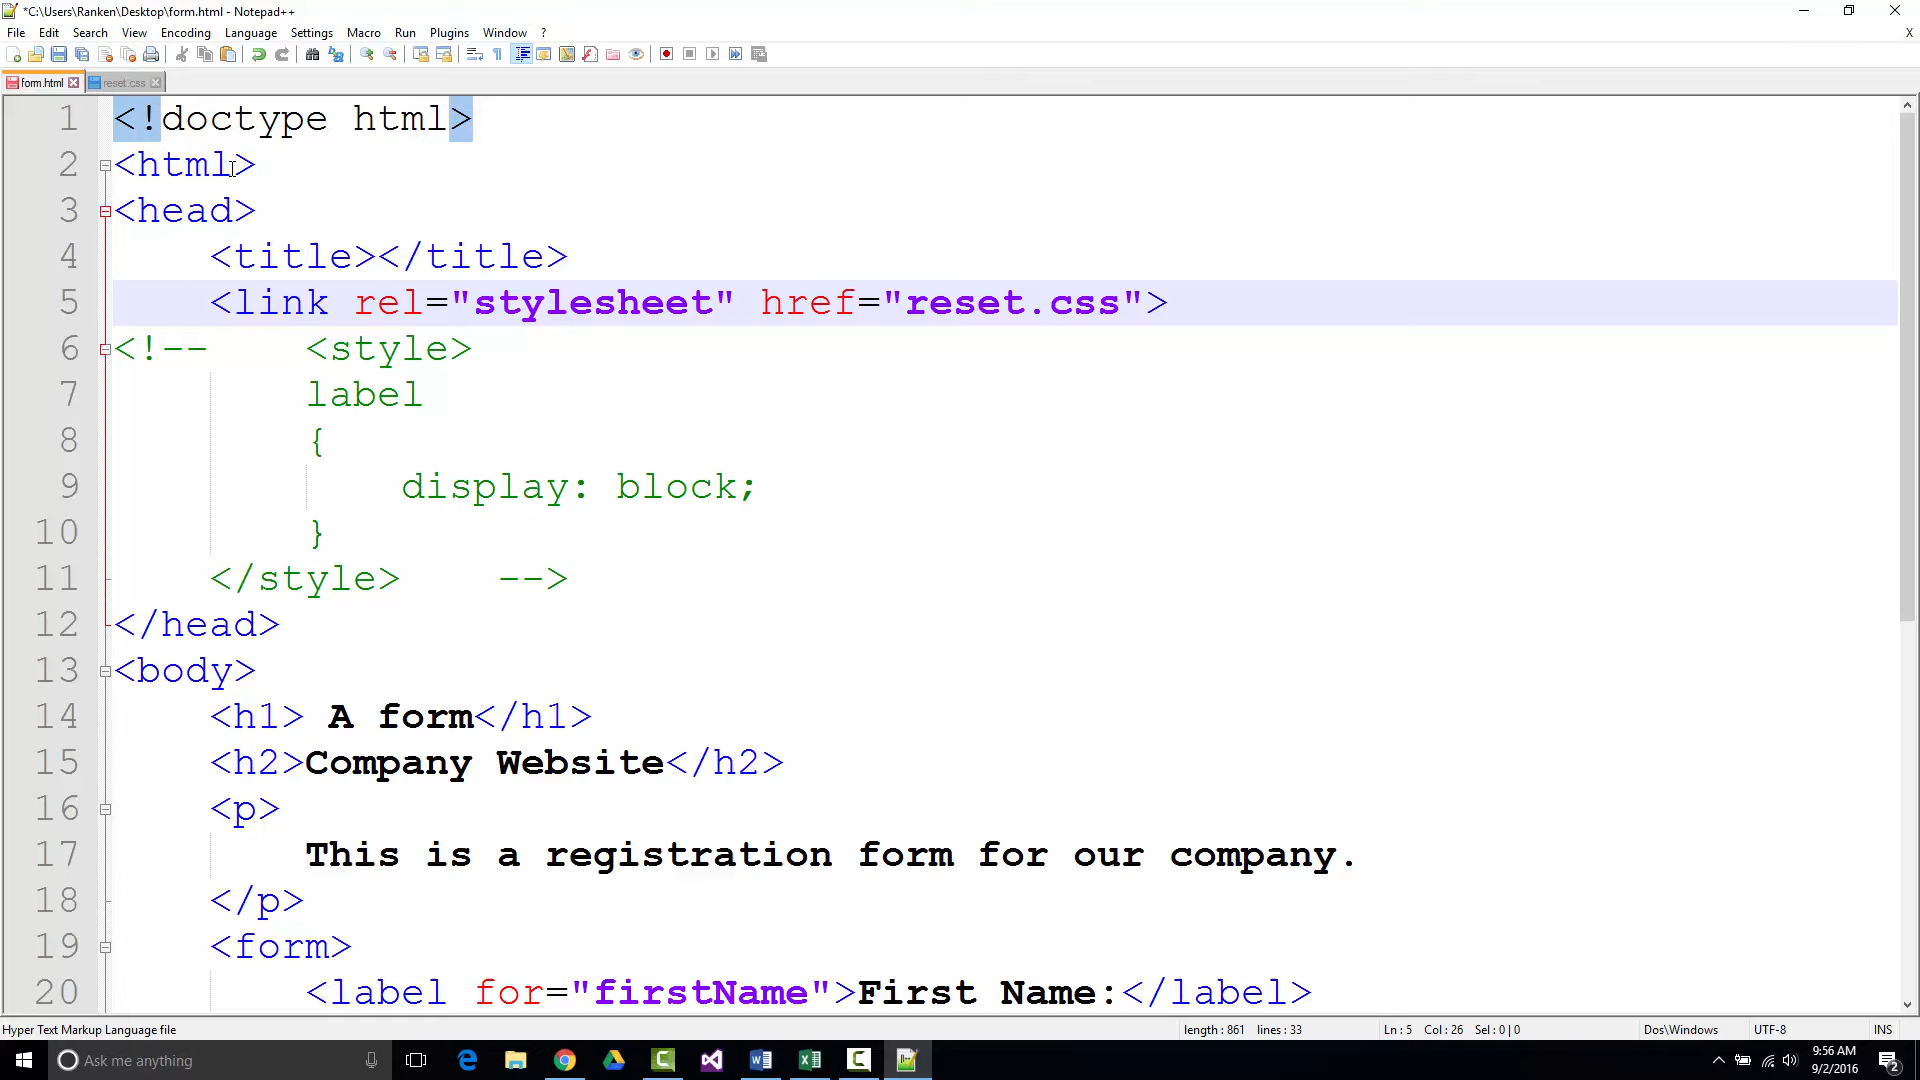 *C:\Users\Ranken\Desktop\form.html - Notepad++
File Edit Search View Encoding Language Settings Macro Run Plugins Window ? X
form.html reset.css
1 <!doctype html>
2 <html>
3 <head>
4 <title></title>
5 <link rel="stylesheet" href="reset.css">
6 <!-- <style>
7 label
8 {
9 display: block;
10 }
11 </style> -->
12 </head>
13 <body>
14 <h1> A form</h1>
15 <h2>Company Website</h2>
16 <p>
17 This is a registration form for our company.
18 </p>
19 <form>
20 <label for="firstName">First Name:</label>
Hyper Text Markup Language file length : 861 lines : 33 Ln : 5 Col : 26 Sel : 0 | 0 Dos\Windows UTF-8 INS
Ask me anything
9:56 AM
9/2/2016
2